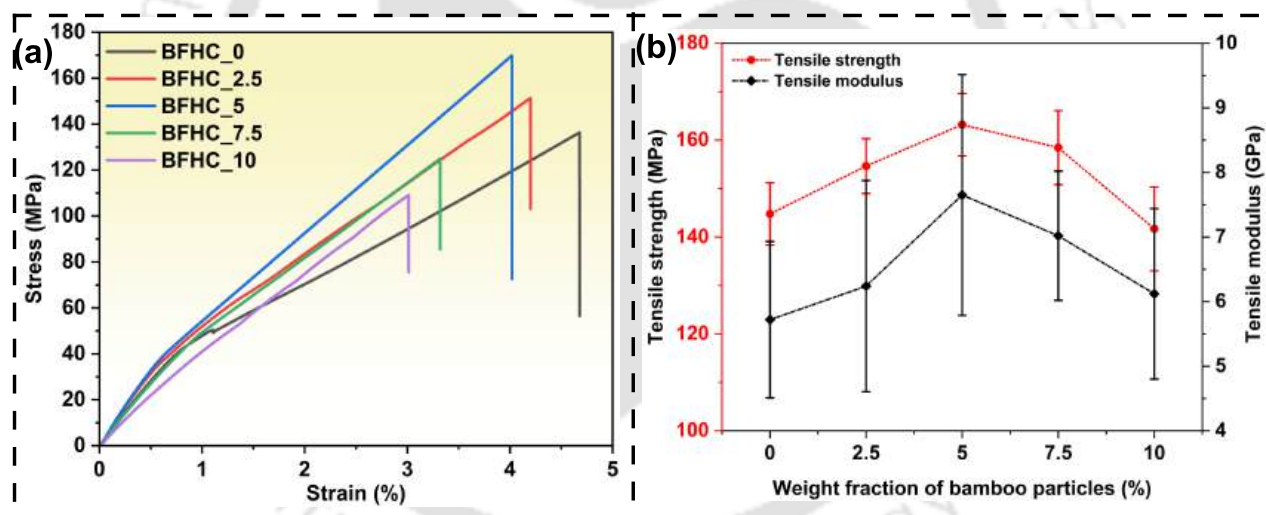 (a)
BFHC_0
BFHC_2.5
BFHC_5
BFHC_7.5
BFHC_10
Stress (MPa)
180
160
140
120
100
80
60
40
20
0
0 1 2 3 4 5
Strain (%)
(b)
Tensile strength
Tensile modulus
Tensile strength (MPa)
180
160
140
120
100
10
9
8
7
6
5
4
Tensile modulus (GPa)
0 2.5 5 7.5 10
Weight fraction of bamboo particles (%)